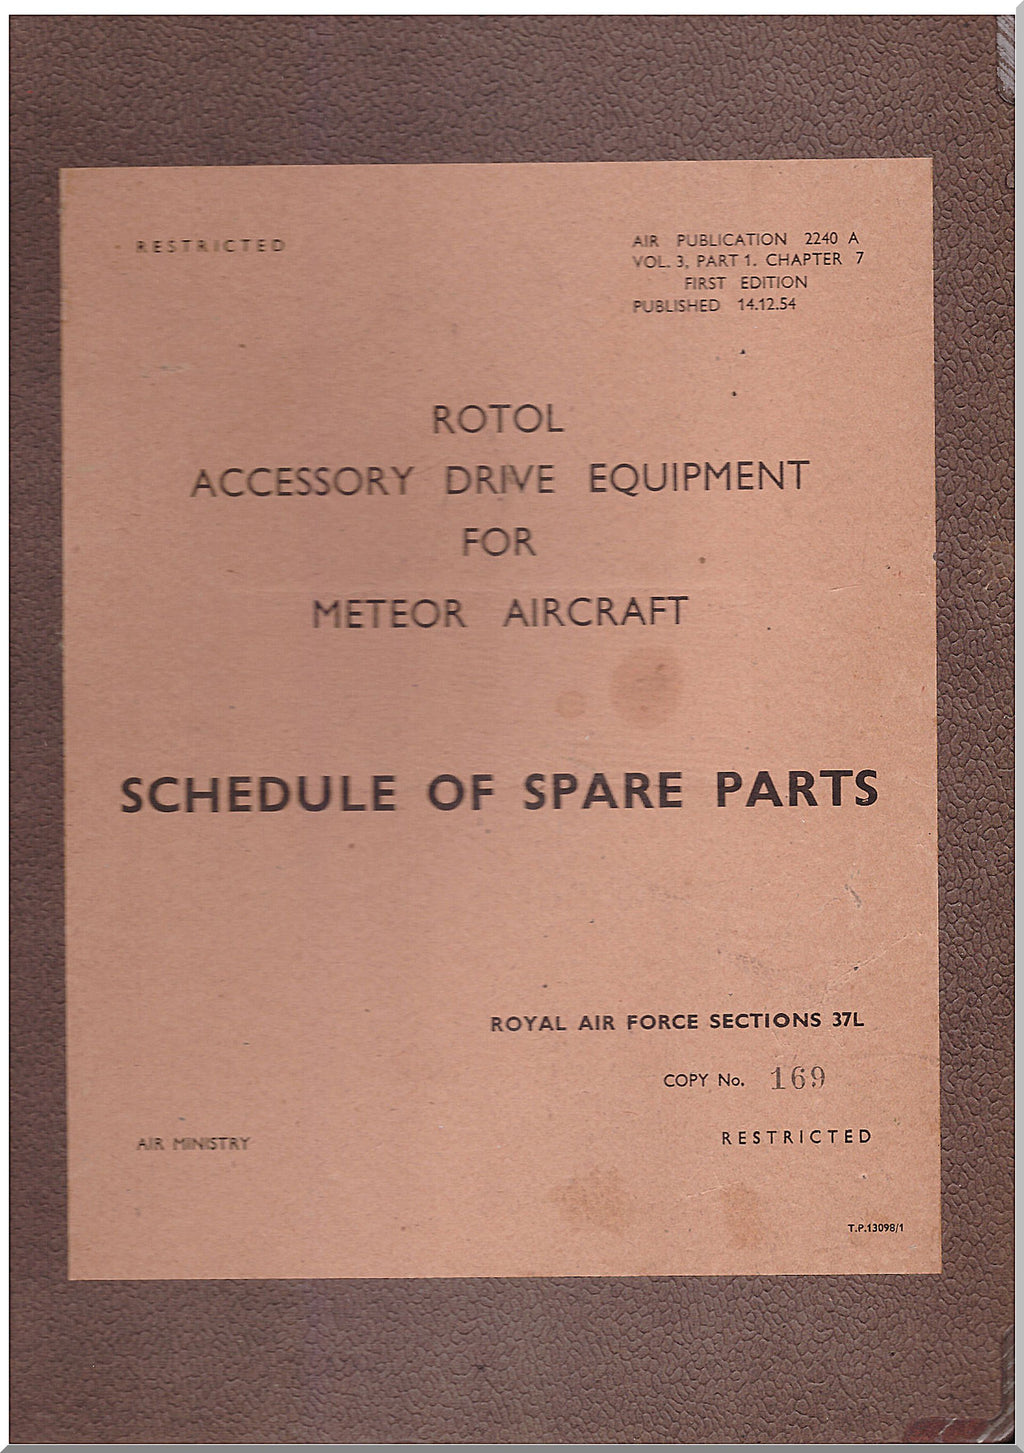 RESTRICTED
AIR PUBLICATION 2240 A
VOL. 3, PART 1. CHAPTER 7
FIRST EDITION
PUBLISHED 14.12.54
ROTOL
ACCESSORY DRIVE EQUIPMENT
FOR
METEOR AIRCRAFT
SCHEDULE OF SPARE PARTS
ROYAL AIR FORCE SECTIONS 37L
COPY No. 169
AIR MINISTRY
RESTRICTED
T.P.13098/1